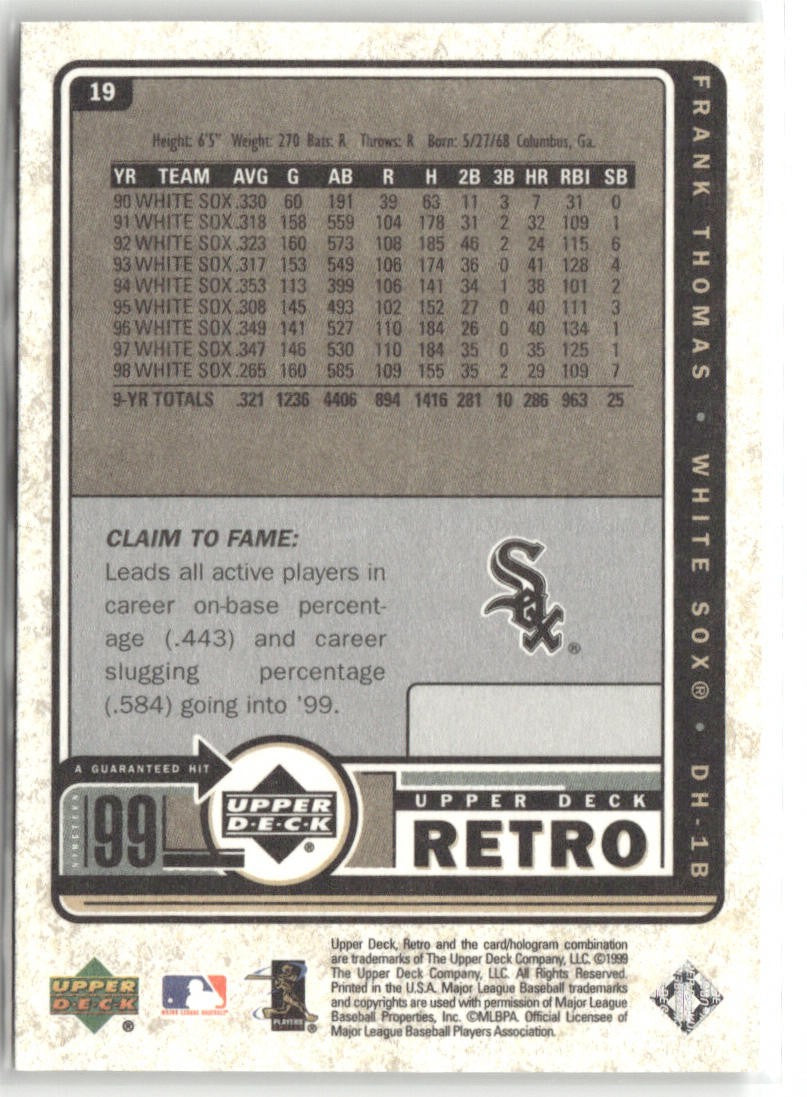 19
Height: 6'5" Weight: 270 Bats: R Throws: R Born: 5/27/68 Columbus, Ga.
YR TEAM AVG G AB R H 2B 3B HR RBI SB
90 WHITE SOX .330 60 191 39 63 11 3 7 31 0
91 WHITE SOX .318 158 559 104 178 31 2 32 109 1
92 WHITE SOX .323 160 573 108 185 46 2 24 115 6
93 WHITE SOX .317 153 549 106 174 36 0 41 128 4
94 WHITE SOX .353 113 399 106 141 34 1 38 101 2
95 WHITE SOX .308 145 493 102 152 27 0 40 111 3
96 WHITE SOX .349 141 527 110 184 26 0 40 134 1
97 WHITE SOX .347 146 530 110 184 35 0 35 125 1
98 WHITE SOX .265 160 585 109 155 35 2 29 109 7
9-YR TOTALS .321 1236 4406 894 1416 281 10 286 963 25
FRANK THOMAS • WHITE SOX® • DH-1B
CLAIM TO FAME:
Leads all active players in
career on-base percent-
age (.443) and career
slugging percentage
(.584) going into '99.
Sox®
A GUARANTEED HIT
NINETEEN
99
UPPER
D•E•C•K®
UPPER DECK
RETRO
UPPER
D•E•C•K®
MAJOR LEAGUE BASEBALL®
PLAYERS®
Upper Deck, Retro and the card/hologram combination
are trademarks of The Upper Deck Company, LLC. ©1999
The Upper Deck Company, LLC. All Rights Reserved.
Printed in the U.S.A. Major League Baseball trademarks
and copyrights are used with permission of Major League
Baseball Properties, Inc. ©MLBPA Official Licensee of
Major League Baseball Players Association.